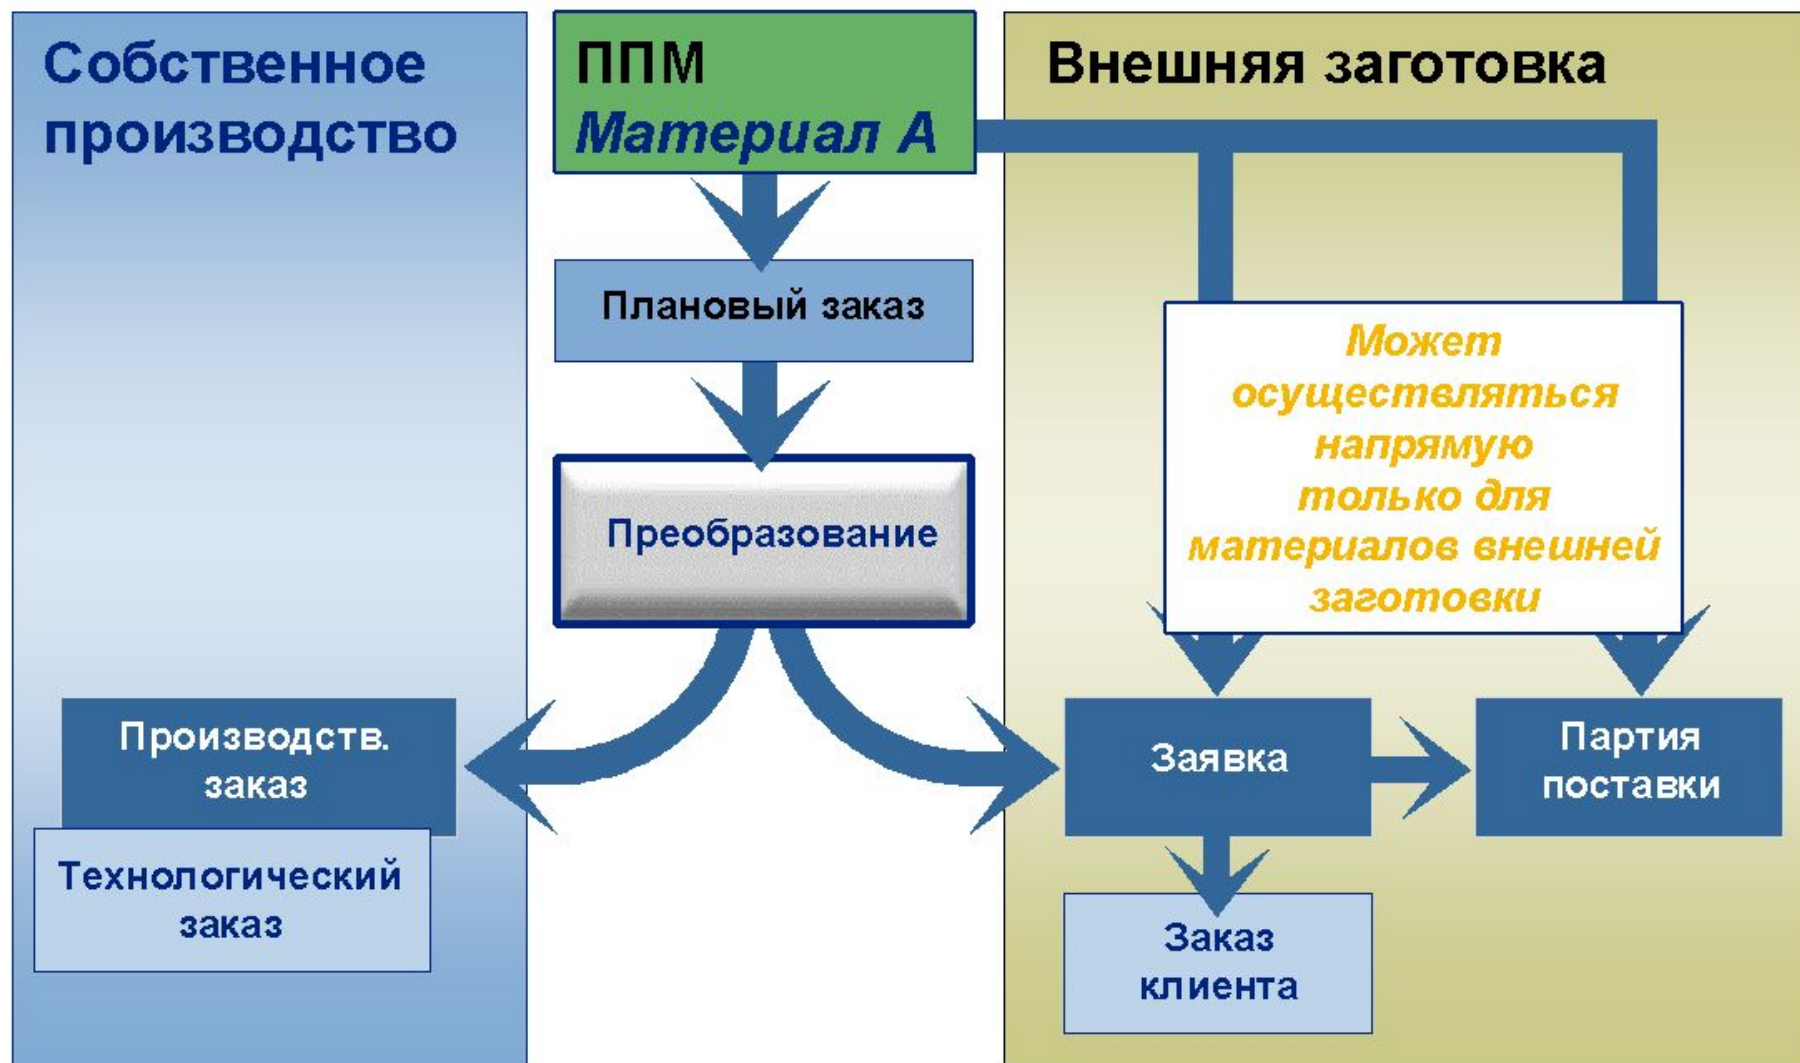 Собственное
производство
ППМ
Материал А
Внешняя заготовка
Плановый заказ
Может
осуществляться
напрямую
только для
материалов внешней
заготовки
Преобразование
Производств.
заказ
Технологический
заказ
Заявка
Партия
поставки
Заказ
клиента